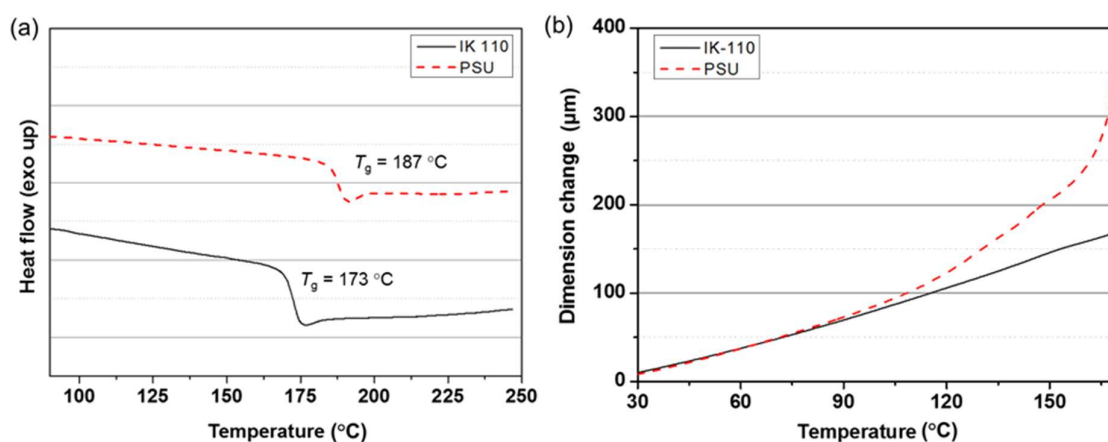 (a)
IK 110
PSU
Tg = 187 °C
Tg = 173 °C
Heat flow (exo up)
100 125 150 175 200 225 250
Temperature (°C)
(b)
IK-110
PSU
400
300
200
100
0
Dimension change (µm)
30 60 90 120 150
Temperature (°C)